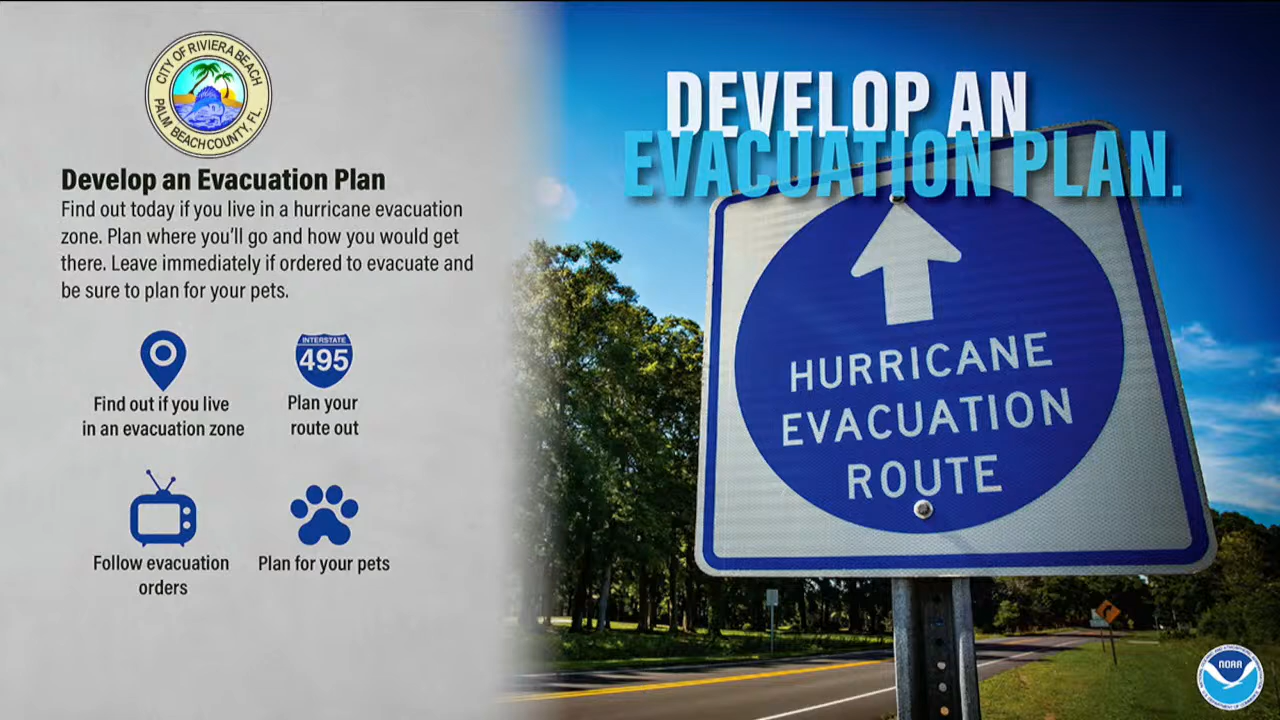 CITY OF RIVIERA BEACH
PALM BEACH COUNTY, FL.
Develop an Evacuation Plan
Find out today if you live in a hurricane evacuation
zone. Plan where you'll go and how you would get
there. Leave immediately if ordered to evacuate and
be sure to plan for your pets.
Find out if you live
in an evacuation zone
INTERSTATE
495
Plan your
route out
Follow evacuation
orders
Plan for your pets
DEVELOP AN
EVACUATION PLAN.
HURRICANE
EVACUATION
ROUTE
NOAA